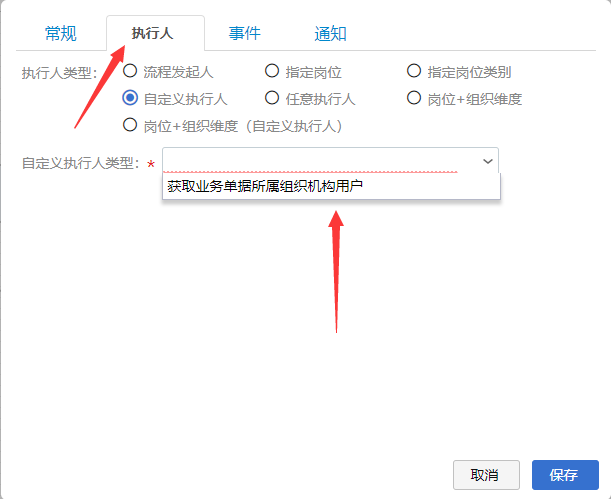 常规 执行人 事件 通知
执行人类型： 流程发起人 指定岗位 指定岗位类别
自定义执行人 任意执行人 岗位+组织维度
岗位+组织维度（自定义执行人）
自定义执行人类型：*
获取业务单据所属组织机构用户
取消 保存